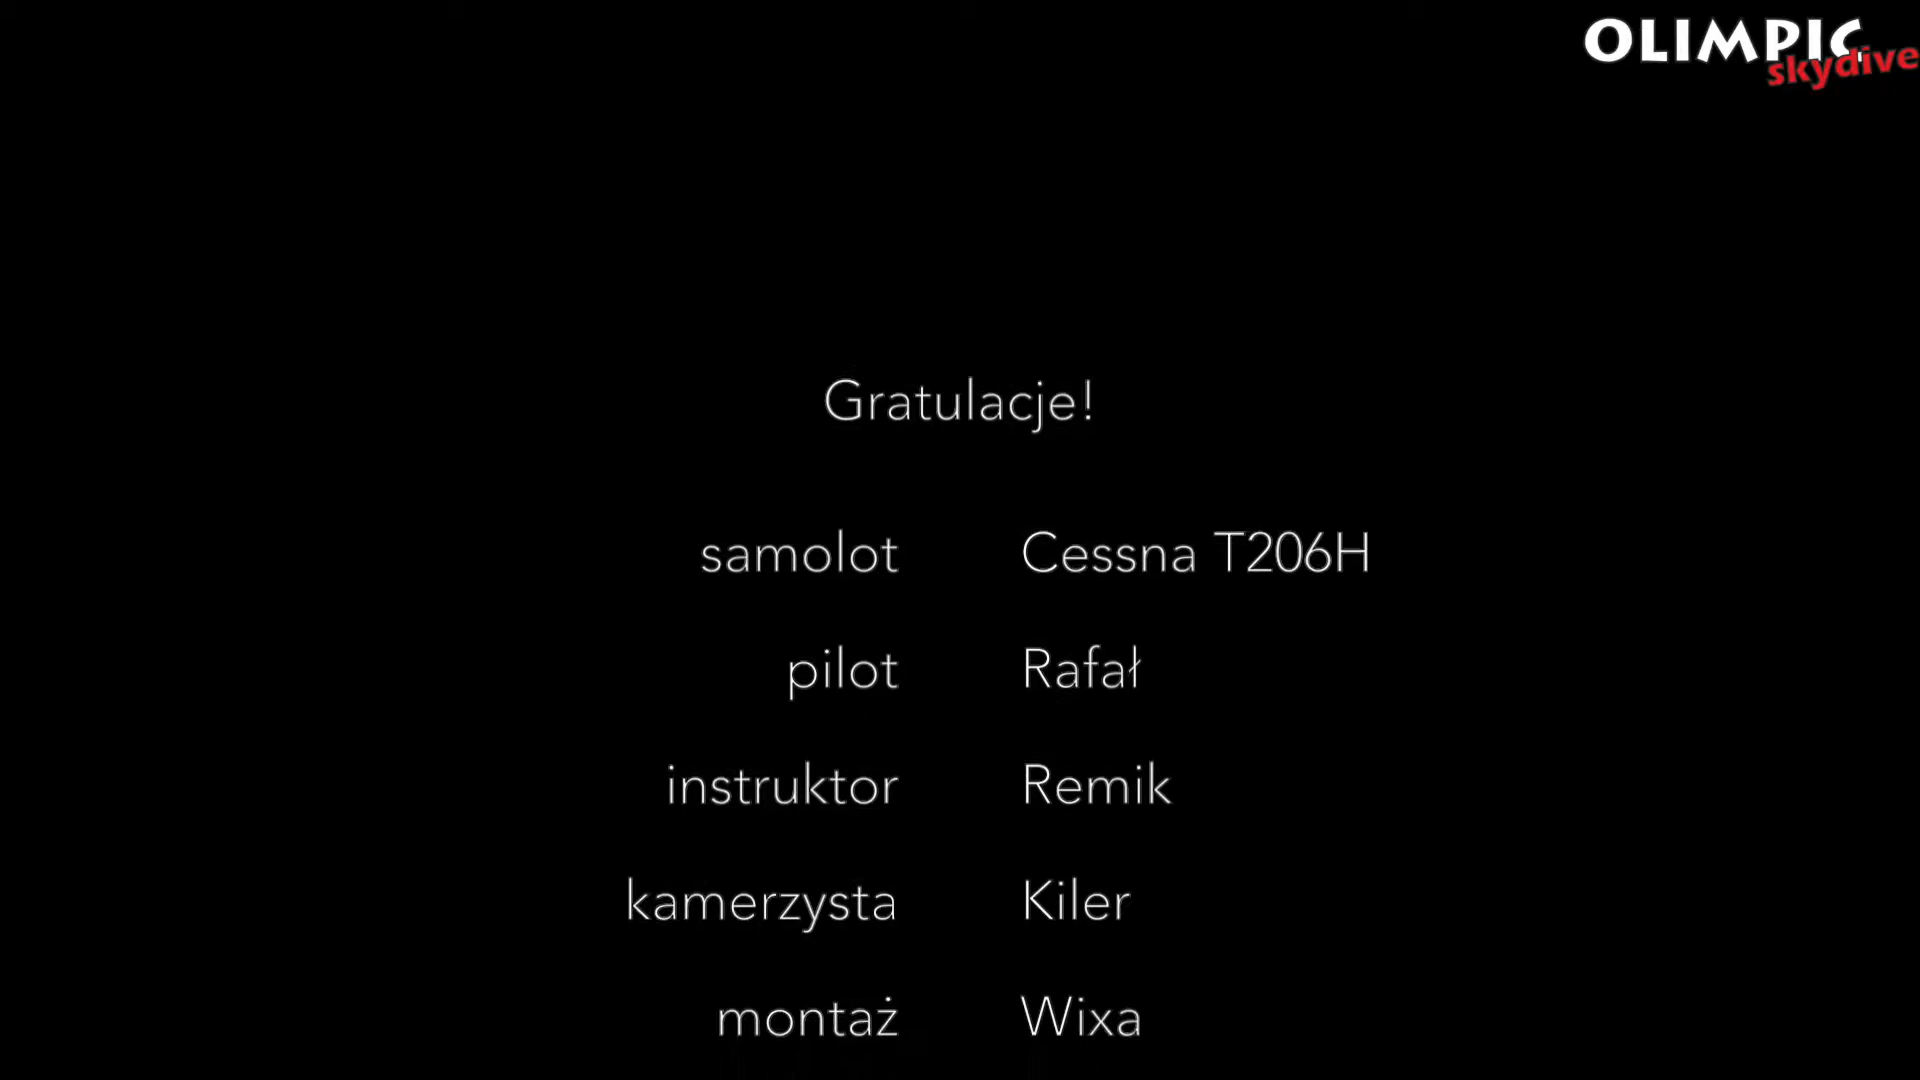 OLIMPIC
skydive
Gratulacje!
samolot Cessna T206H
pilot Rafał
instruktor Remik
kamerzysta Kiler
montaż Wixa